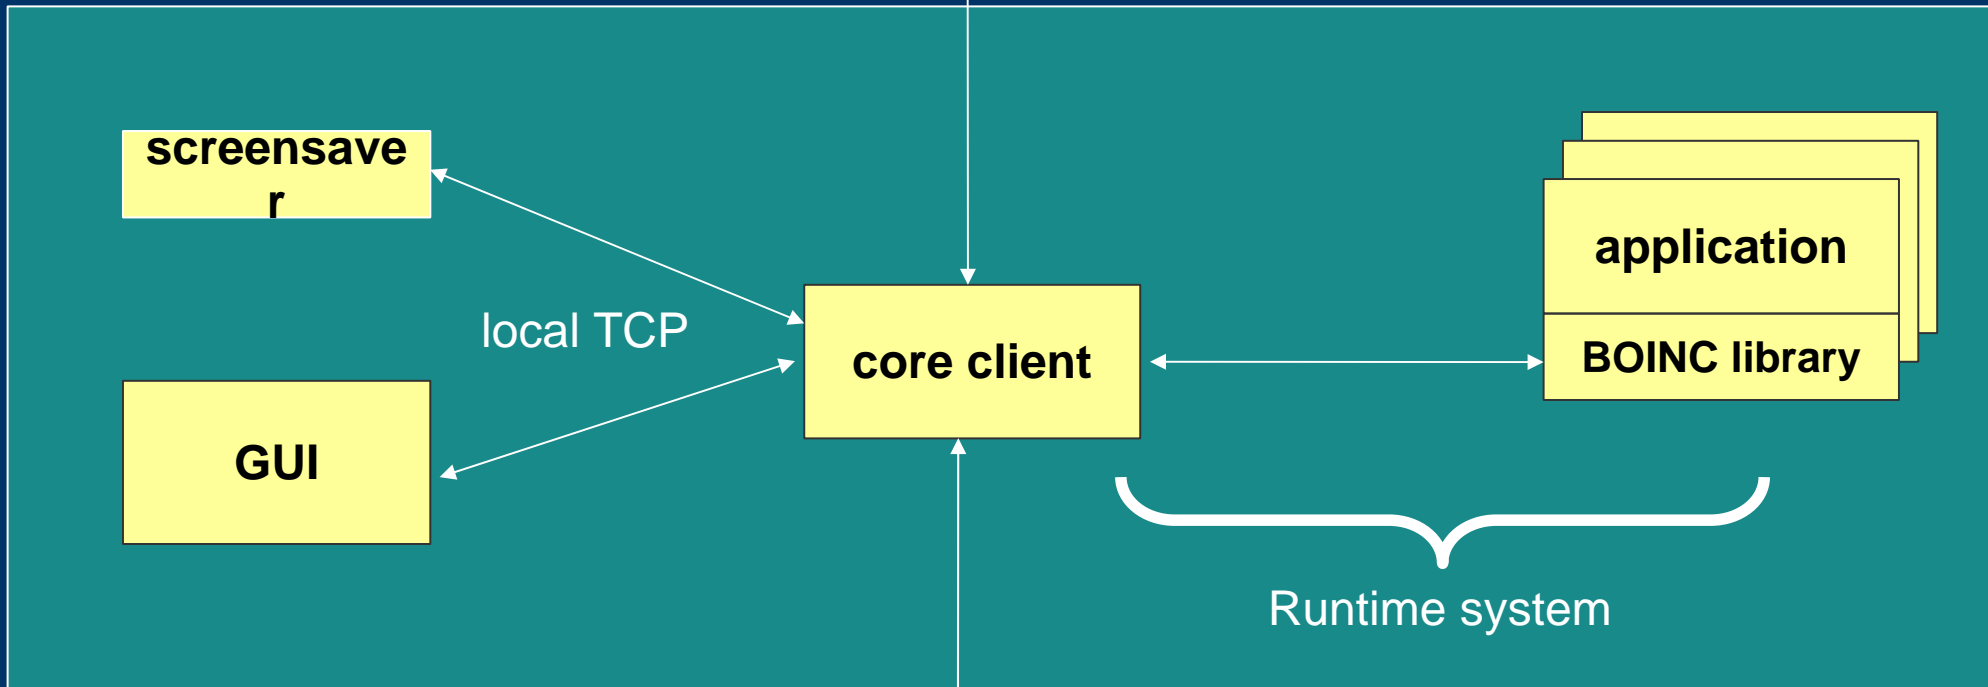 screensave
r
local TCP
GUI
core client
application
BOINC library
Runtime system